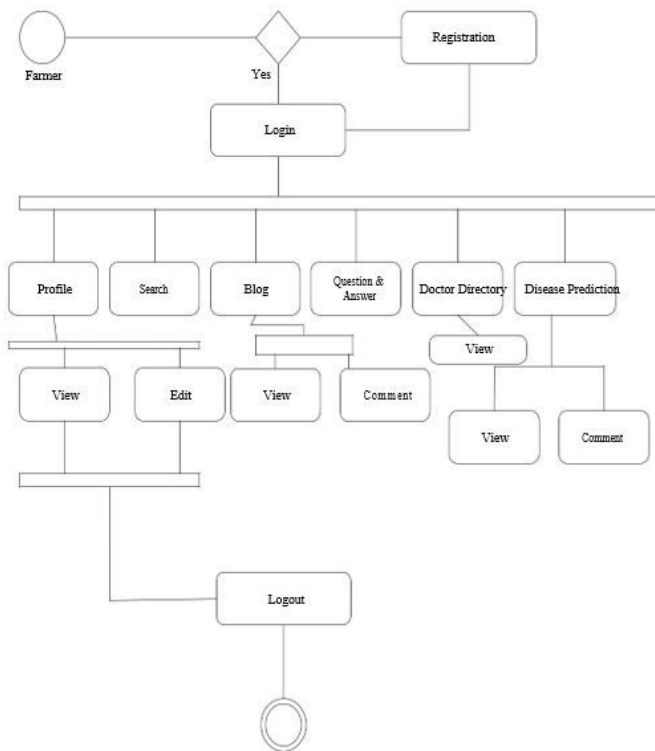 Registration
Farmer
Yes
Login
Profile
Search
Blog
Question &
Answer
Doctor Directory
Disease Prediction
View
View
Edit
View
Comment
View
Comment
Logout